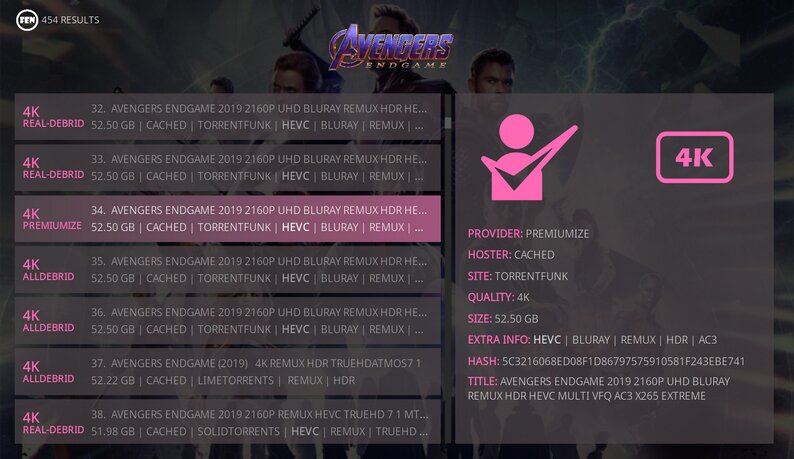 FEN 454 RESULTS
AVENGERS
ENDGAME
4K
REAL-DEBRID
32. AVENGERS ENDGAME 2019 2160P UHD BLURAY REMUX HDR HE...
52.50 GB | CACHED | TORRENTFUNK | HEVC | BLURAY | REMUX | ...
4K
REAL-DEBRID
33. AVENGERS ENDGAME 2019 2160P UHD BLURAY REMUX HDR HE...
52.50 GB | CACHED | TORRENTFUNK | HEVC | BLURAY | REMUX | ...
4K
PREMIUMIZE
34. AVENGERS ENDGAME 2019 2160P UHD BLURAY REMUX HDR HE...
52.50 GB | CACHED | TORRENTFUNK | HEVC | BLURAY | REMUX | ...
4K
ALLDEBRID
35. AVENGERS ENDGAME 2019 2160P UHD BLURAY REMUX HDR HE...
52.50 GB | CACHED | TORRENTFUNK | HEVC | BLURAY | REMUX | ...
4K
ALLDEBRID
36. AVENGERS ENDGAME 2019 2160P UHD BLURAY REMUX HDR HE...
52.50 GB | CACHED | TORRENTFUNK | HEVC | BLURAY | REMUX | ...
4K
ALLDEBRID
37. AVENGERS ENDGAME (2019) 4K REMUX HDR TRUEHDATMOS7 1
52.22 GB | CACHED | LIMETORRENTS | REMUX | HDR
4K
REAL-DEBRID
38. AVENGERS ENDGAME 2019 2160P REMUX HEVC TRUEHD 7 1 MT...
51.98 GB | CACHED | SOLIDTORRENTS | HEVC | REMUX | TRUEHD ...
4K
PROVIDER: PREMIUMIZE
HOSTER: CACHED
SITE: TORRENTFUNK
QUALITY: 4K
SIZE: 52.50 GB
EXTRA INFO: HEVC | BLURAY | REMUX | HDR | AC3
HASH: 5C3216068ED08F1D86797575910581F243EBE741
TITLE: AVENGERS ENDGAME 2019 2160P UHD BLURAY
REMUX HDR HEVC MULTI VFQ AC3 X265 EXTREME